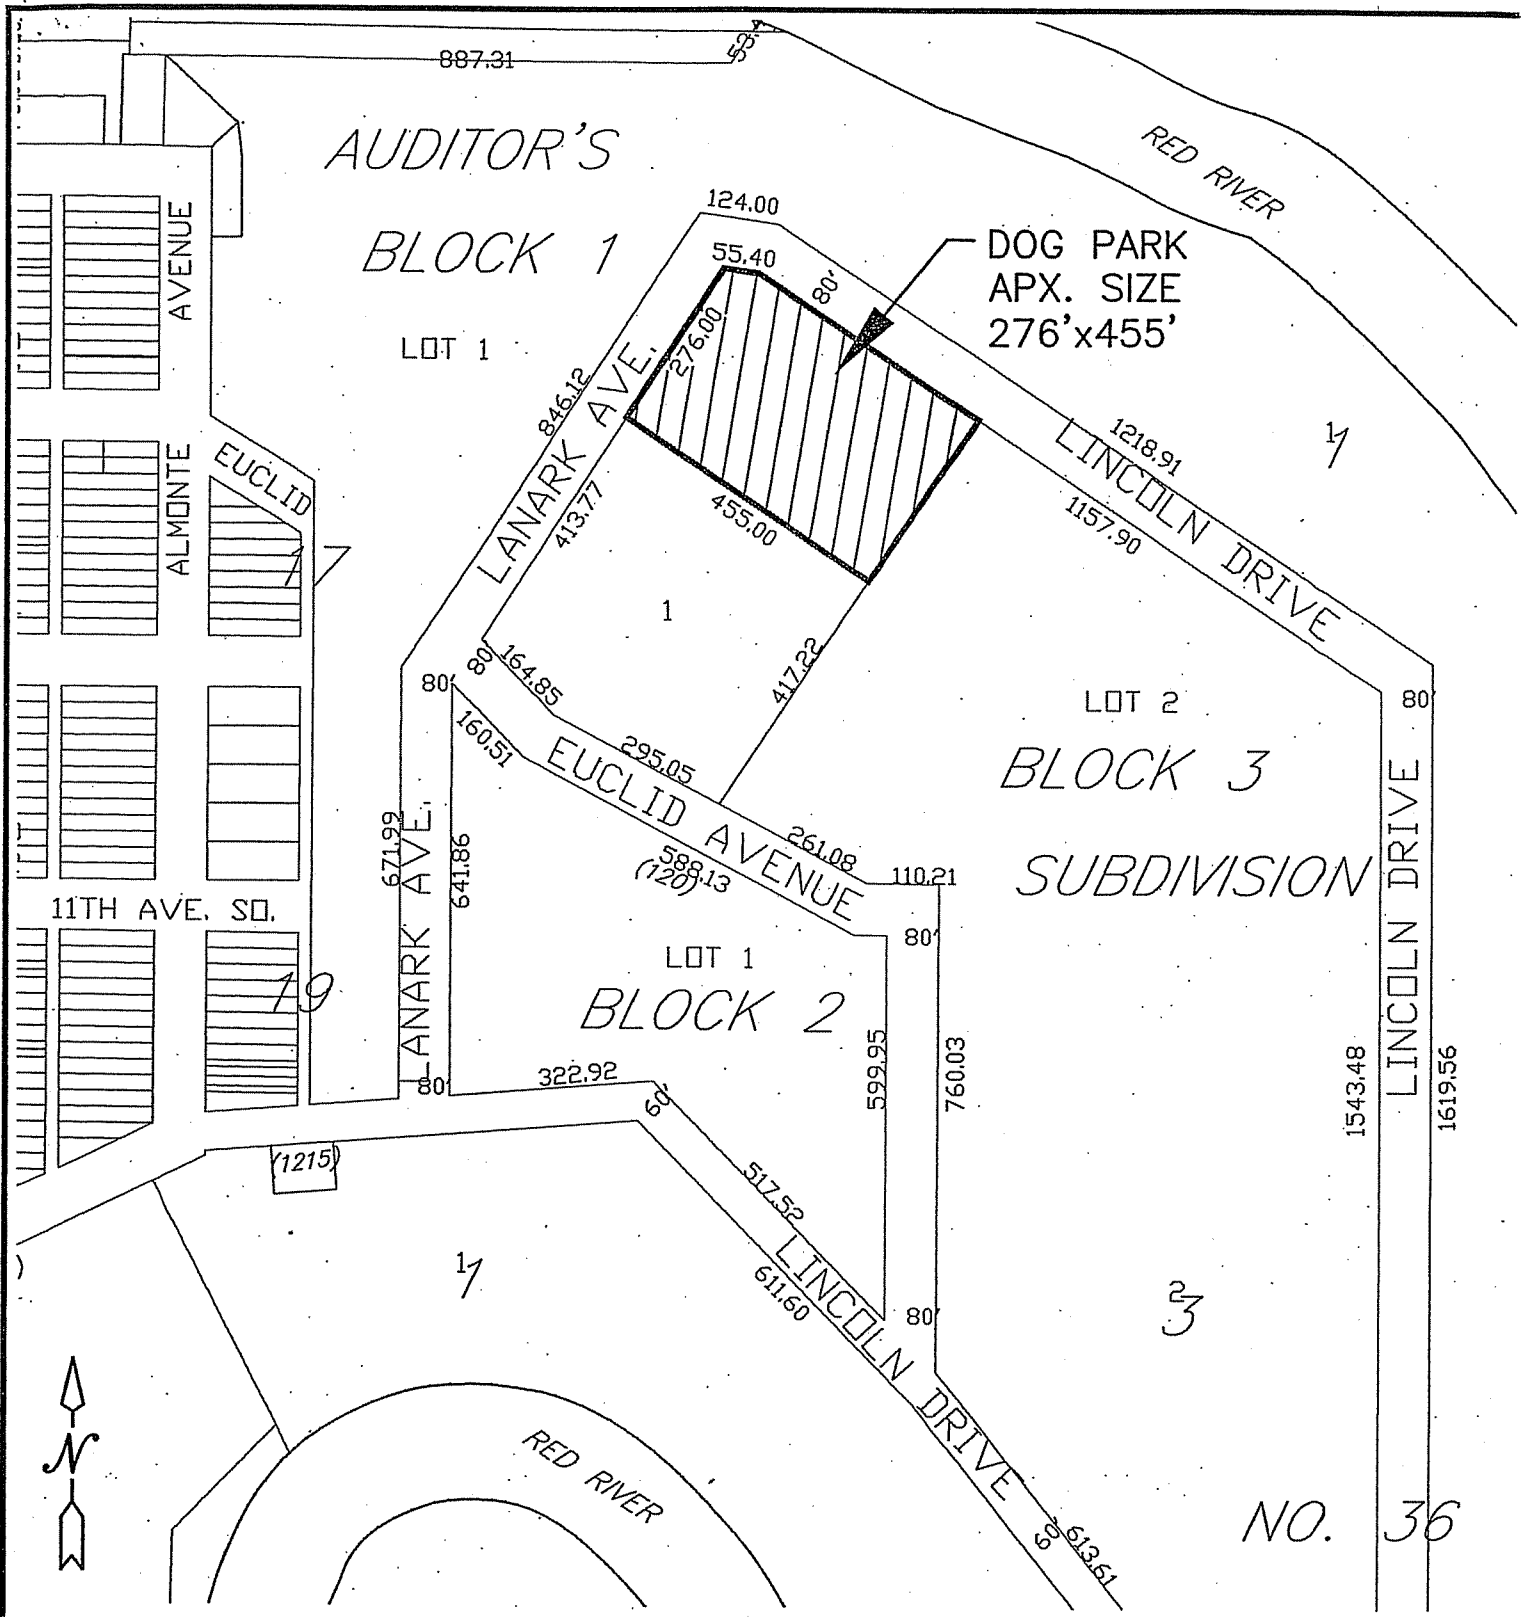 887.31
53'
AUDITOR'S
RED RIVER
124.00
BLOCK 1
55.40
80'
DOG PARK
APX. SIZE
276'x455'
AVENUE
LOT 1
276.00
846.12
LANARK AVE.
413.77
455.00
1218.91
1
LINCOLN DRIVE
1157.90
EUCLID
ALMONTE
17
1
417.22
80'
164.85
80'
160.51
295.05
EUCLID AVENUE
LOT 2
80'
BLOCK 3
671.99
LANARK AVE.
641.86
588.13
(120)
261.08
110.21
SUBDIVISION
LINCOLN DRIVE
11TH AVE. SO.
80'
LOT 1
19
BLOCK 2
599.95
760.03
1543.48
1619.56
80'
322.92
60'
(1215)
517.52
LINCOLN DRIVE
611.60
1
80'
2
3
N
RED RIVER
60'
613.61
NO. 36